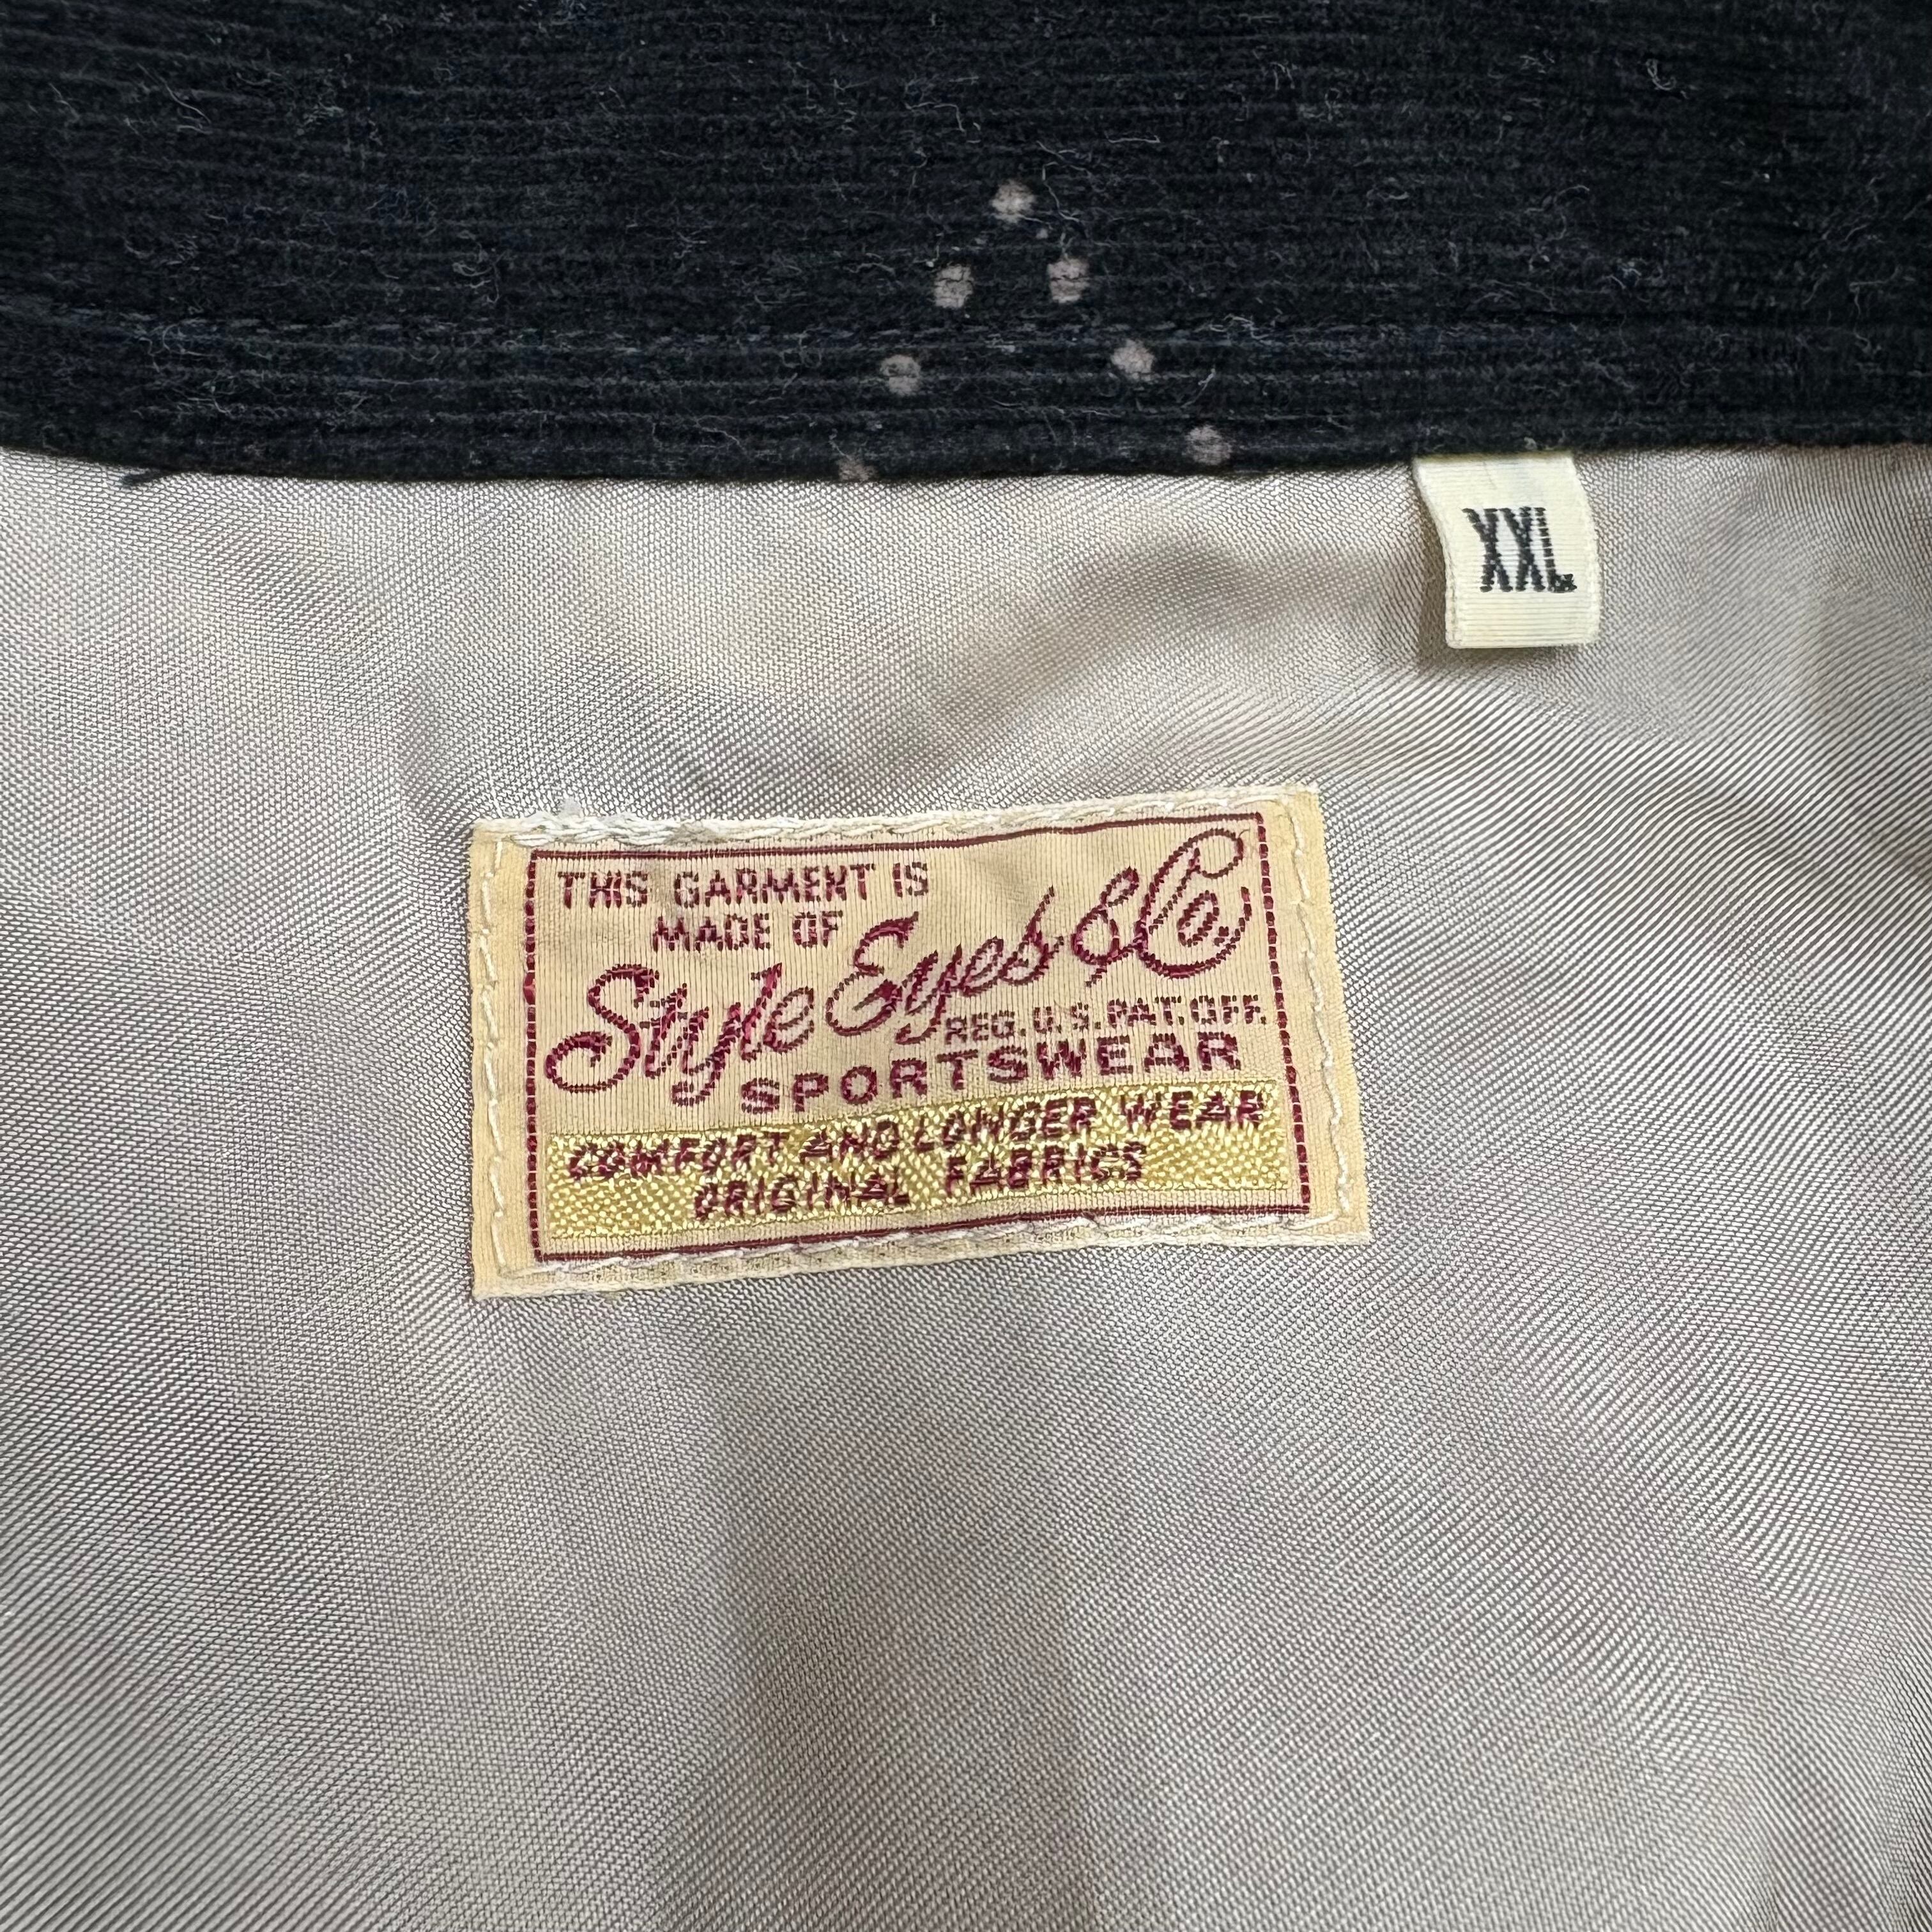 XXL
THIS GARMENT IS
MADE OF
Style Eyes & Co.
REG. U.S. PAT. OFF.
SPORTSWEAR
COMFORT AND LONGER WEAR
ORIGINAL FABRICS